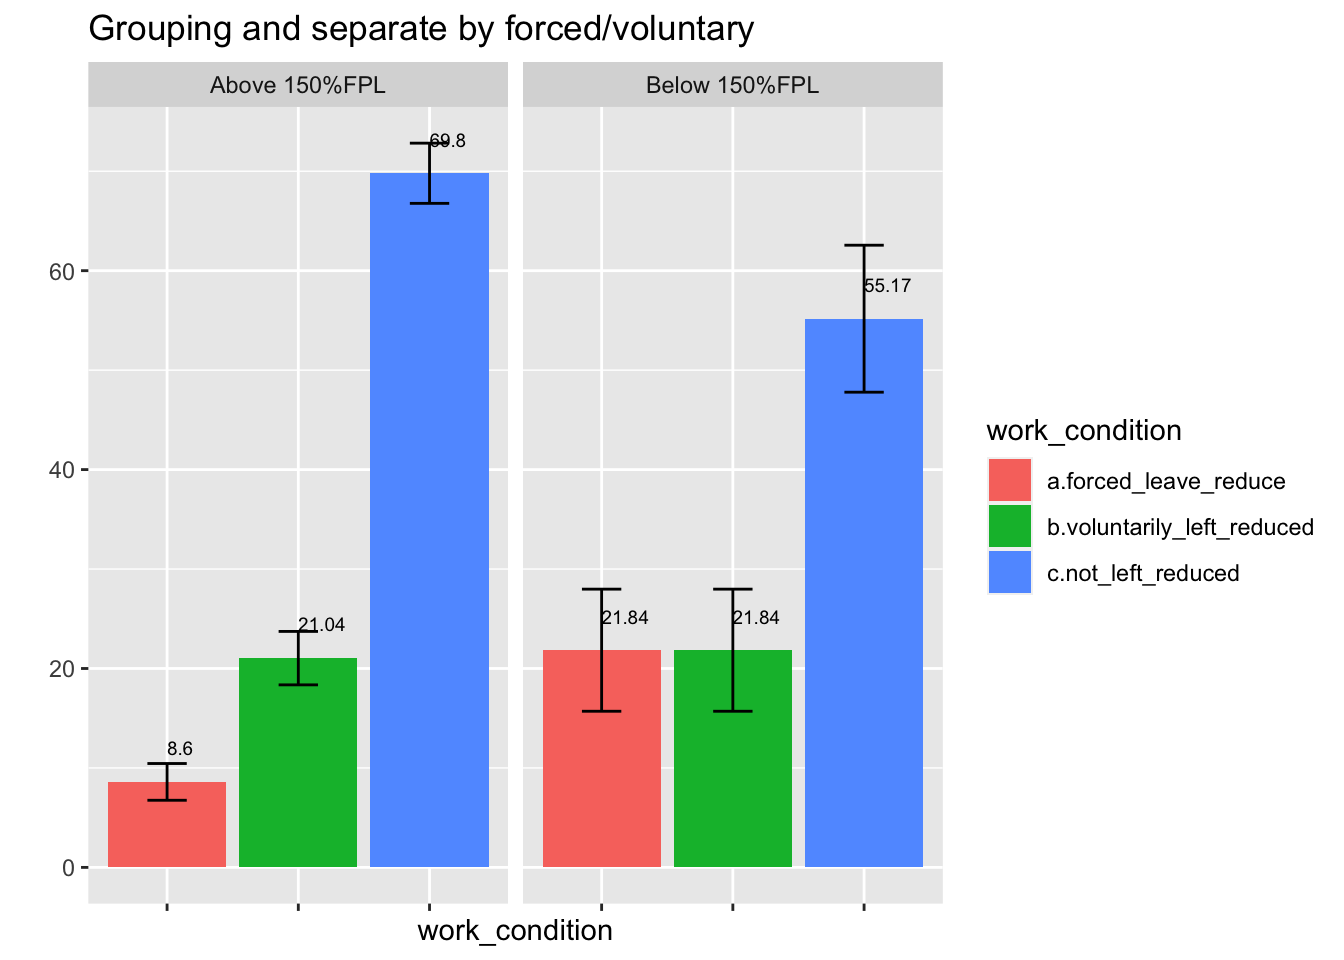 Grouping and separate by forced/voluntary
Above 150%FPL
Below 150%FPL
69.8
60
55.17
work_condition
40
a.forced_leave_reduce
b.voluntarily_left_reduced
c.not_left_reduced
21.04
21.84
21.84
20
8.6
0
work_condition